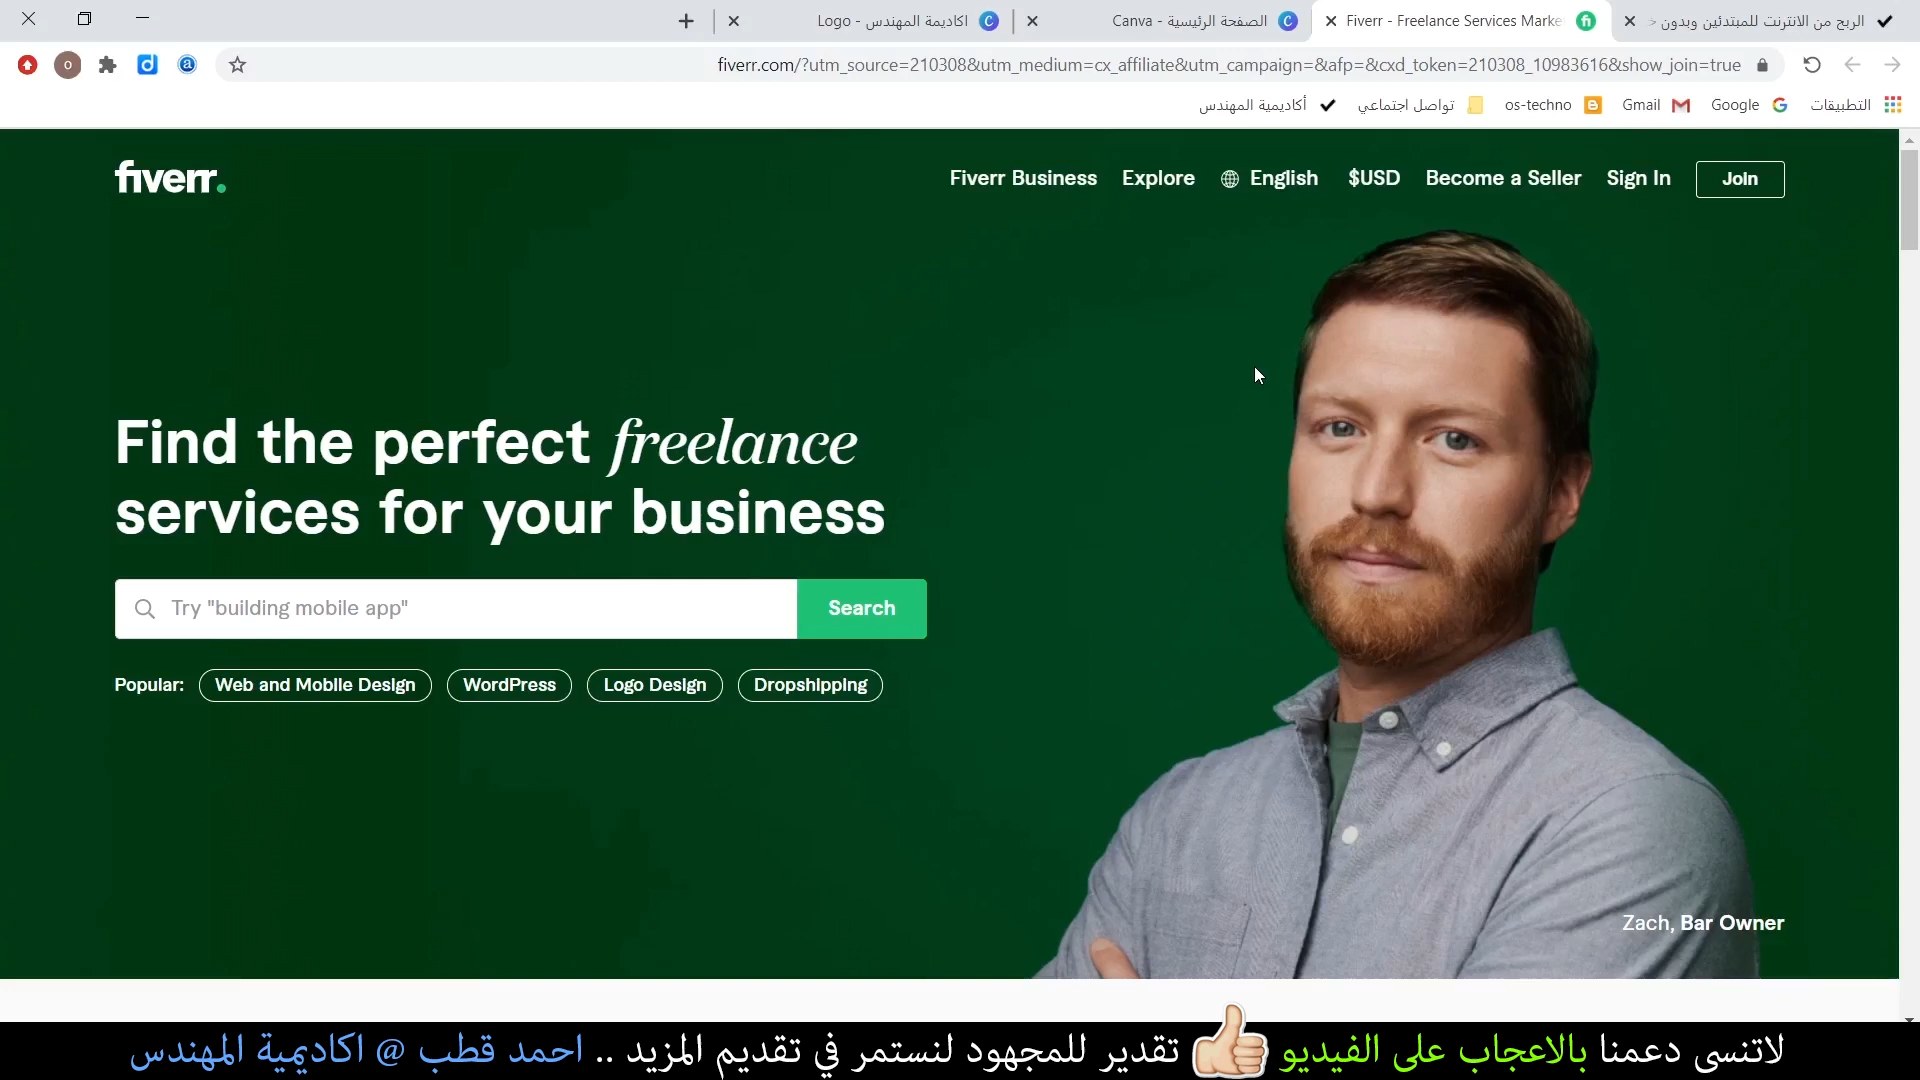 الربح من الانترنت للمبتدئين وبدون
Fiverr - Freelance Services Marke
الصفحة الرئيسية - Canva
اكاديمة المهندس - Logo
fiverr.com/?utm_source=210308&utm_medium=cx_affiliate&utm_campaign=&afp=&cxd_token=210308_10983616&show_join=true
التطبيقات
Google
Gmail
os-techno
تواصل اجتماعي
أكاديمية المهندس
fiverr.
Fiverr Business Explore English $USD Become a Seller Sign In Join
Find the perfect freelance
services for your business
Try "building mobile app"
Search
Popular: Web and Mobile Design WordPress Logo Design Dropshipping
Zach, Bar Owner
لاتنسى دعمنا بالاعجاب على الفيديو تقدير للمجهود لنستمر في تقديم المزيد .. احمد قطب @ اكاديمية المهندس